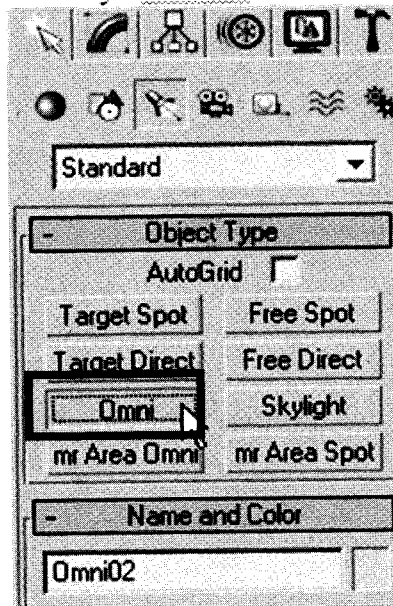 Standard
- Object Type
AutoGrid
Target Spot Free Spot
Target Direct Free Direct
Omni Skylight
mr Area Omni mr Area Spot
- Name and Color
Omni02